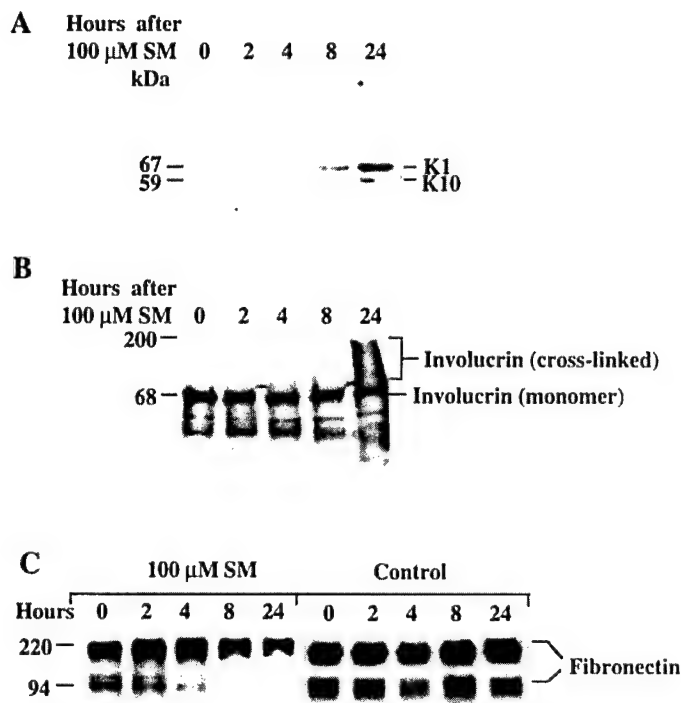 A
Hours after
100 µM SM 0 2 4 8 24
kDa
67
59
K1
K10
B
Hours after
100 µM SM 0 2 4 8 24
200
68
Involucrin (cross-linked)
Involucrin (monomer)
C
100 µM SM Control
Hours 0 2 4 8 24 0 2 4 8 24
220
94
Fibronectin